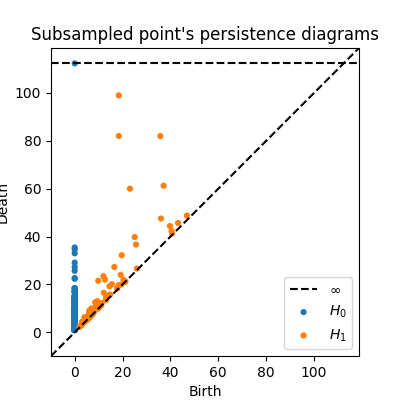 Subsampled point's persistence diagrams
Death
100
80
60
40
20
0
∞
H₀
H₁
0 20 40 60 80 100
Birth